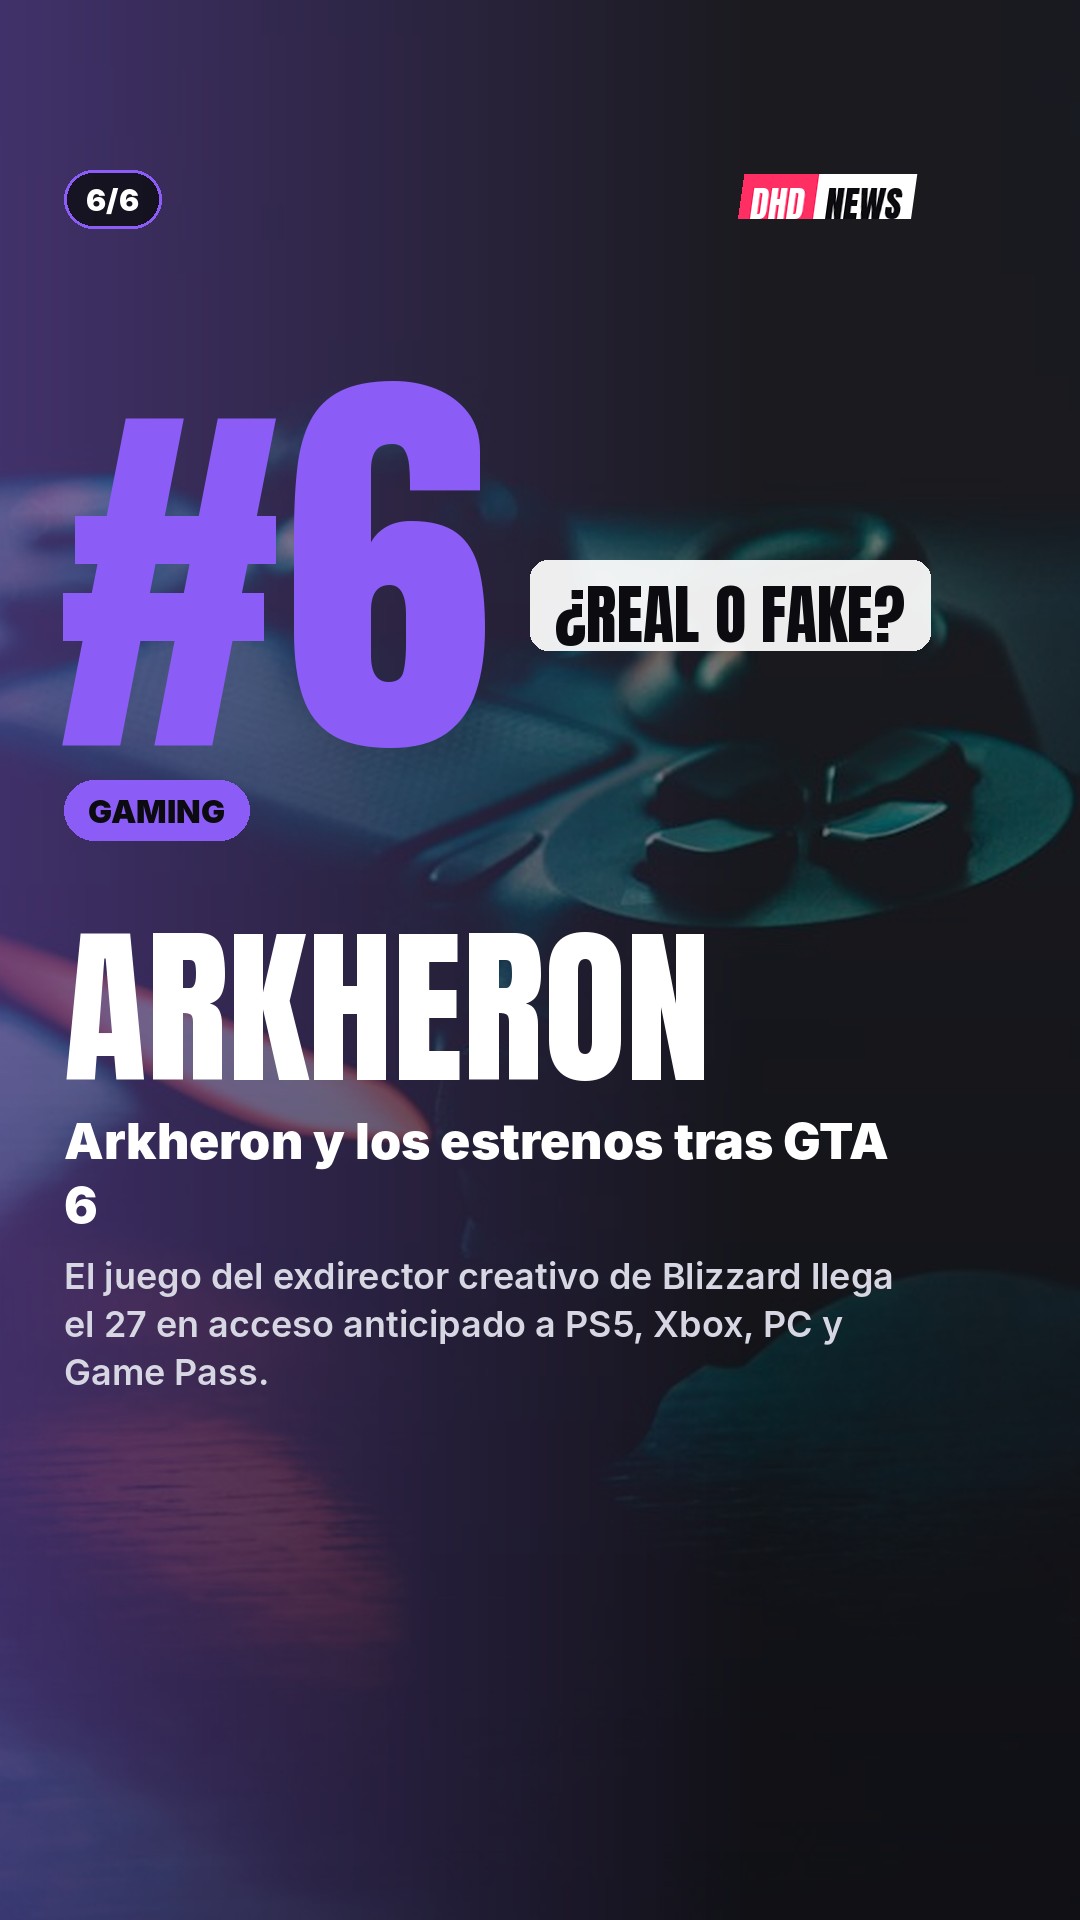 6/6
DHD NEWS
#6
¿REAL O FAKE?
GAMING
ARKHERON
Arkheron y los estrenos tras GTA
6
El juego del exdirector creativo de Blizzard llega
el 27 en acceso anticipado a PS5, Xbox, PC y
Game Pass.